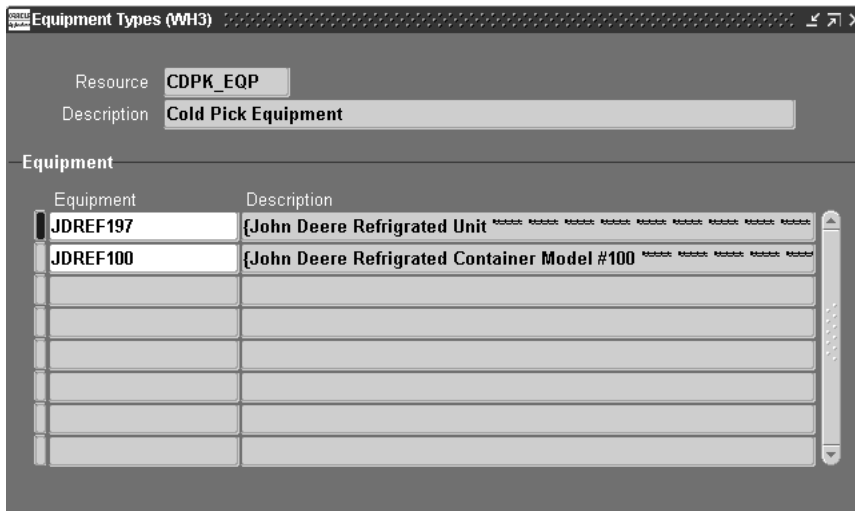 Equipment Types (WH3)
Resource CDPK_EQP
Description Cold Pick Equipment
Equipment
Equipment Description
JDREF197 {John Deere Refrigrated Unit
JDREF100 {John Deere Refrigrated Container Model #100